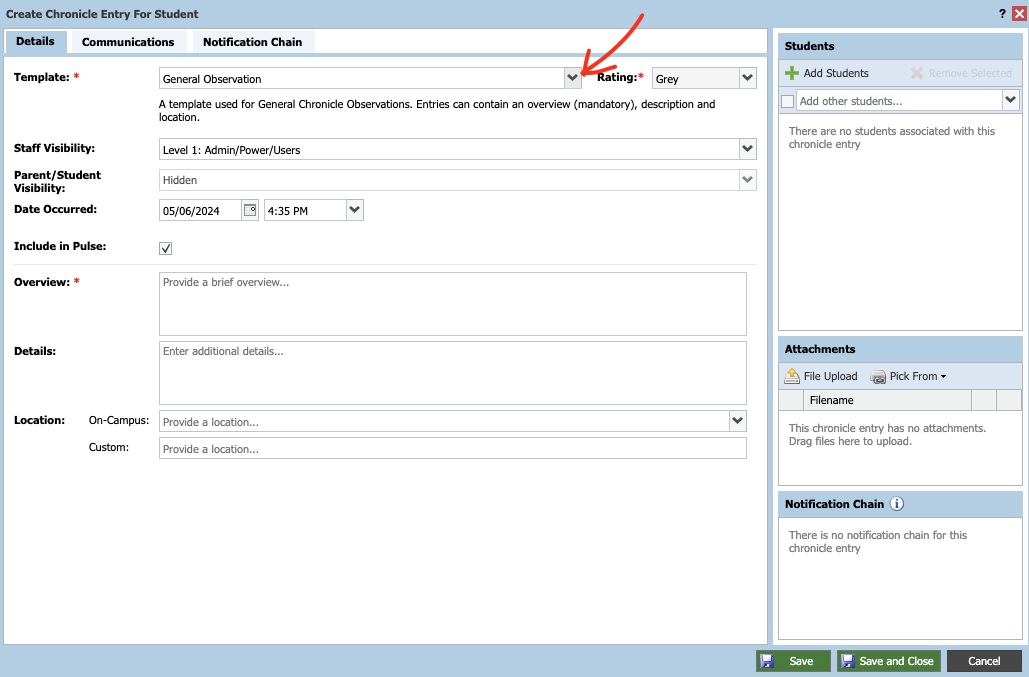 Create Chronicle Entry For Student
?
Details
Communications
Notification Chain
Template: *
General Observation
Rating:*
Grey
A template used for General Chronicle Observations. Entries can contain an overview (mandatory), description and
location.
Staff Visibility:
Level 1: Admin/Power/Users
Parent/Student
Visibility:
Hidden
Date Occurred:
05/06/2024
4:35 PM
Include in Pulse:
Overview: *
Provide a brief overview...
Details:
Enter additional details...
Location:
On-Campus:
Provide a location...
Custom:
Provide a location...
Students
Add Students
Remove Selected
Add other students...
There are no students associated with this
chronicle entry
Attachments
File Upload
Pick From
Filename
This chronicle entry has no attachments.
Drag files here to upload.
Notification Chain
There is no notification chain for this
chronicle entry
Save
Save and Close
Cancel